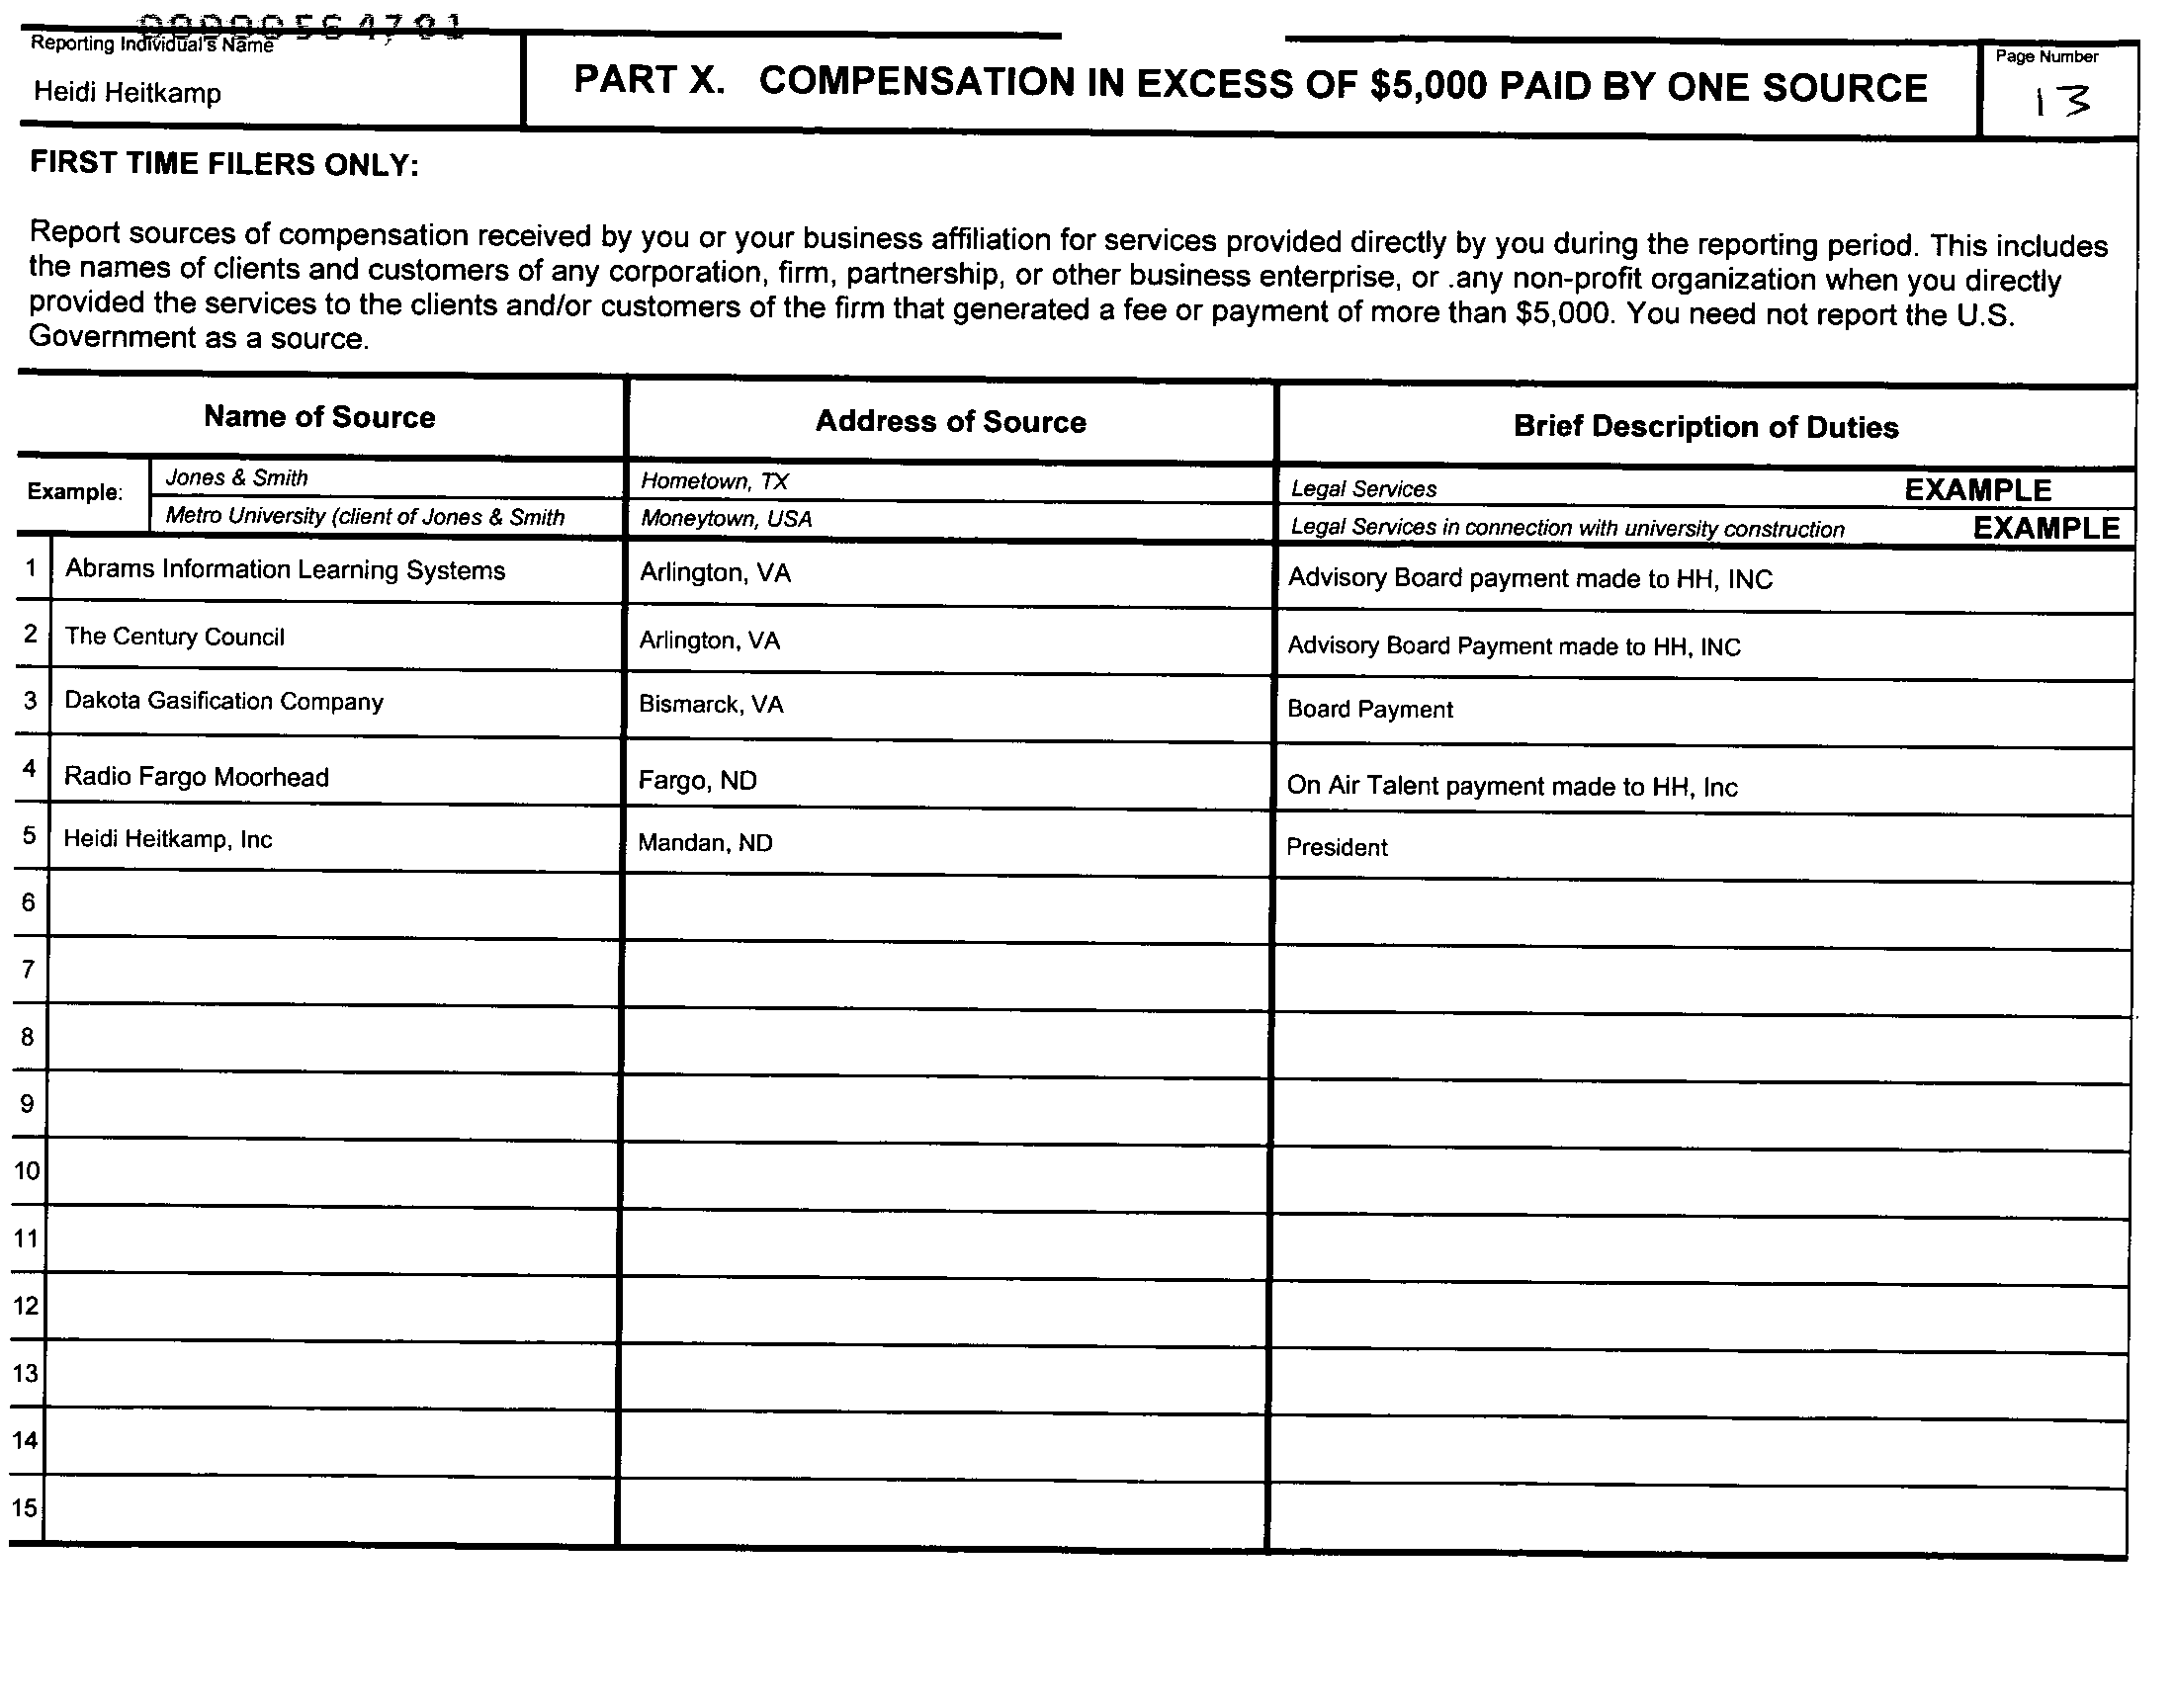 00000564701
Reporting Individual's Name
Heidi Heitkamp
PART X. COMPENSATION IN EXCESS OF $5,000 PAID BY ONE SOURCE
Page Number
13
FIRST TIME FILERS ONLY:
Report sources of compensation received by you or your business affiliation for services provided directly by you during the reporting period. This includes
the names of clients and customers of any corporation, firm, partnership, or other business enterprise, or .any non-profit organization when you directly
provided the services to the clients and/or customers of the firm that generated a fee or payment of more than $5,000. You need not report the U.S.
Government as a source.
Name of Source Address of Source Brief Description of Duties
Example: Jones & Smith Hometown, TX Legal Services EXAMPLE
Metro University (client of Jones & Smith Moneytown, USA Legal Services in connection with university construction EXAMPLE
1 Abrams Information Learning Systems Arlington, VA Advisory Board payment made to HH, INC
2 The Century Council Arlington, VA Advisory Board Payment made to HH, INC
3 Dakota Gasification Company Bismarck, VA Board Payment
4 Radio Fargo Moorhead Fargo, ND On Air Talent payment made to HH, Inc
5 Heidi Heitkamp, Inc Mandan, ND President
6
7
8
9
10
11
12
13
14
15